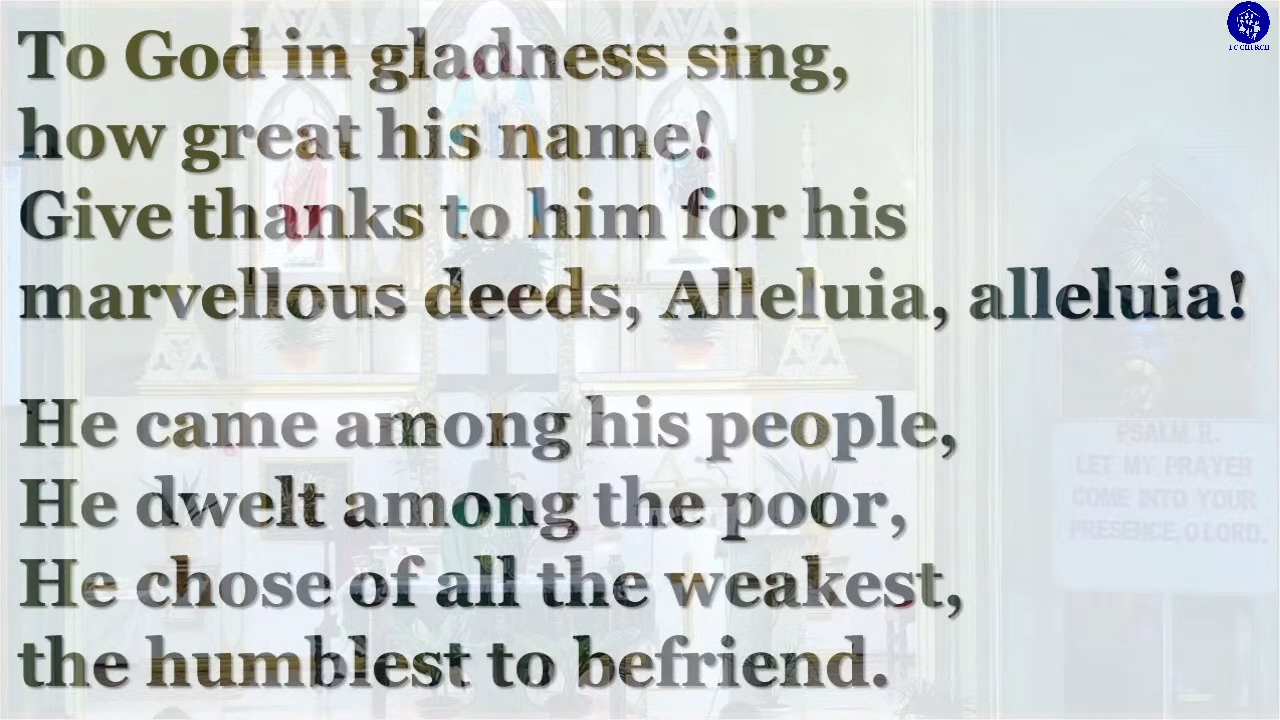 To God in gladness sing,
how great his name!
Give thanks to him for his
marvellous deeds, Alleluia, alleluia!
He came among his people,
He dwelt among the poor,
He chose of all the weakest,
the humblest to befriend.
I C CHURCH
PSALM R.
LET MY PRAYER
COME INTO YOUR
PRESENCE, O LORD.